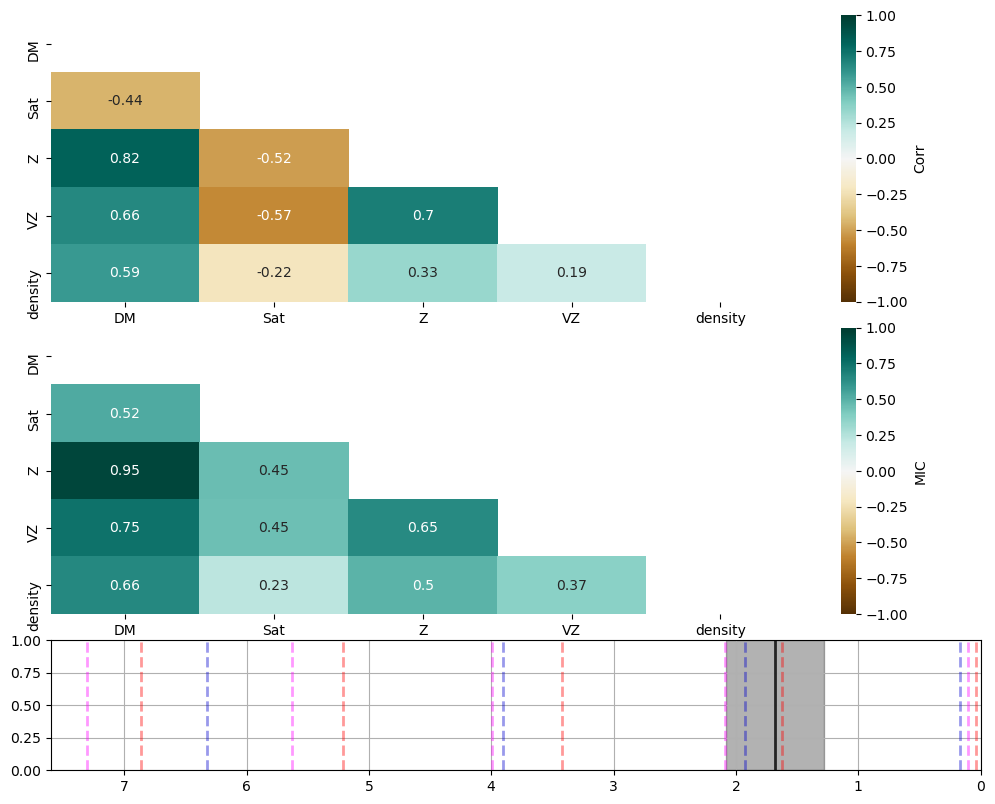 DM
Sat
Z
VZ
density
-0.44
0.82 -0.52
0.66 -0.57 0.7
0.59 -0.22 0.33 0.19
DM Sat Z VZ density
1.00
0.75
0.50
0.25
0.00
−0.25
−0.50
−0.75
−1.00
Corr
DM
Sat
Z
VZ
density
0.52
0.95 0.45
0.75 0.45 0.65
0.66 0.23 0.5 0.37
DM Sat Z VZ density
1.00
0.75
0.50
0.25
0.00
−0.25
−0.50
−0.75
−1.00
MIC
1.00
0.75
0.50
0.25
0.00
7 6 5 4 3 2 1 0